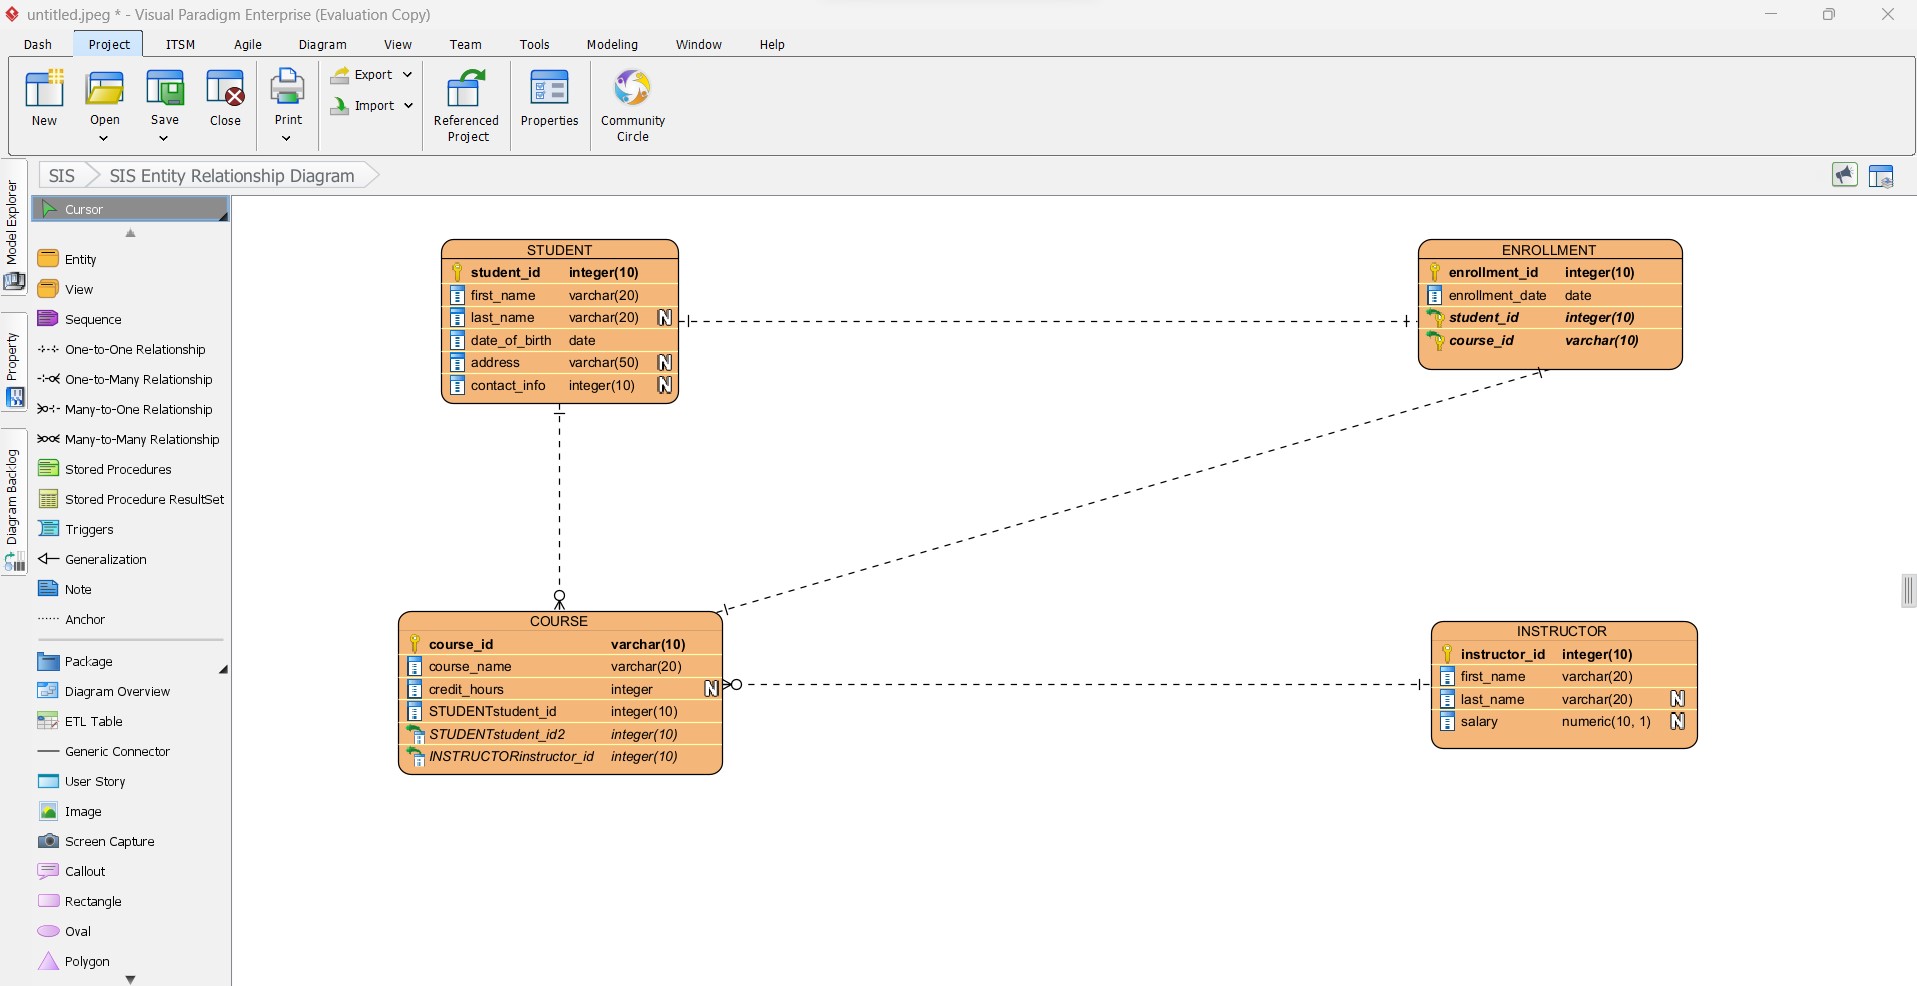 untitled.jpeg * - Visual Paradigm Enterprise (Evaluation Copy)
Dash Project ITSM Agile Diagram View Team Tools Modeling Window Help
New
Open
Save
Close
Print
Export
Import
Referenced
Project
Properties
Community
Circle
SIS SIS Entity Relationship Diagram
Model Explorer
Property
Diagram Backlog
Cursor
Entity
View
Sequence
One-to-One Relationship
One-to-Many Relationship
Many-to-One Relationship
Many-to-Many Relationship
Stored Procedures
Stored Procedure ResultSet
Triggers
Generalization
Note
Anchor
Package
Diagram Overview
ETL Table
Generic Connector
User Story
Image
Screen Capture
Callout
Rectangle
Oval
Polygon
STUDENT
student_id integer(10)
first_name varchar(20)
last_name varchar(20) N
date_of_birth date
address varchar(50) N
contact_info integer(10) N
ENROLLMENT
enrollment_id integer(10)
enrollment_date date
student_id integer(10)
course_id varchar(10)
COURSE
course_id varchar(10)
course_name varchar(20)
credit_hours integer N
STUDENTstudent_id integer(10)
STUDENTstudent_id2 integer(10)
INSTRUCTORinstructor_id integer(10)
INSTRUCTOR
instructor_id integer(10)
first_name varchar(20)
last_name varchar(20) N
salary numeric(10, 1) N